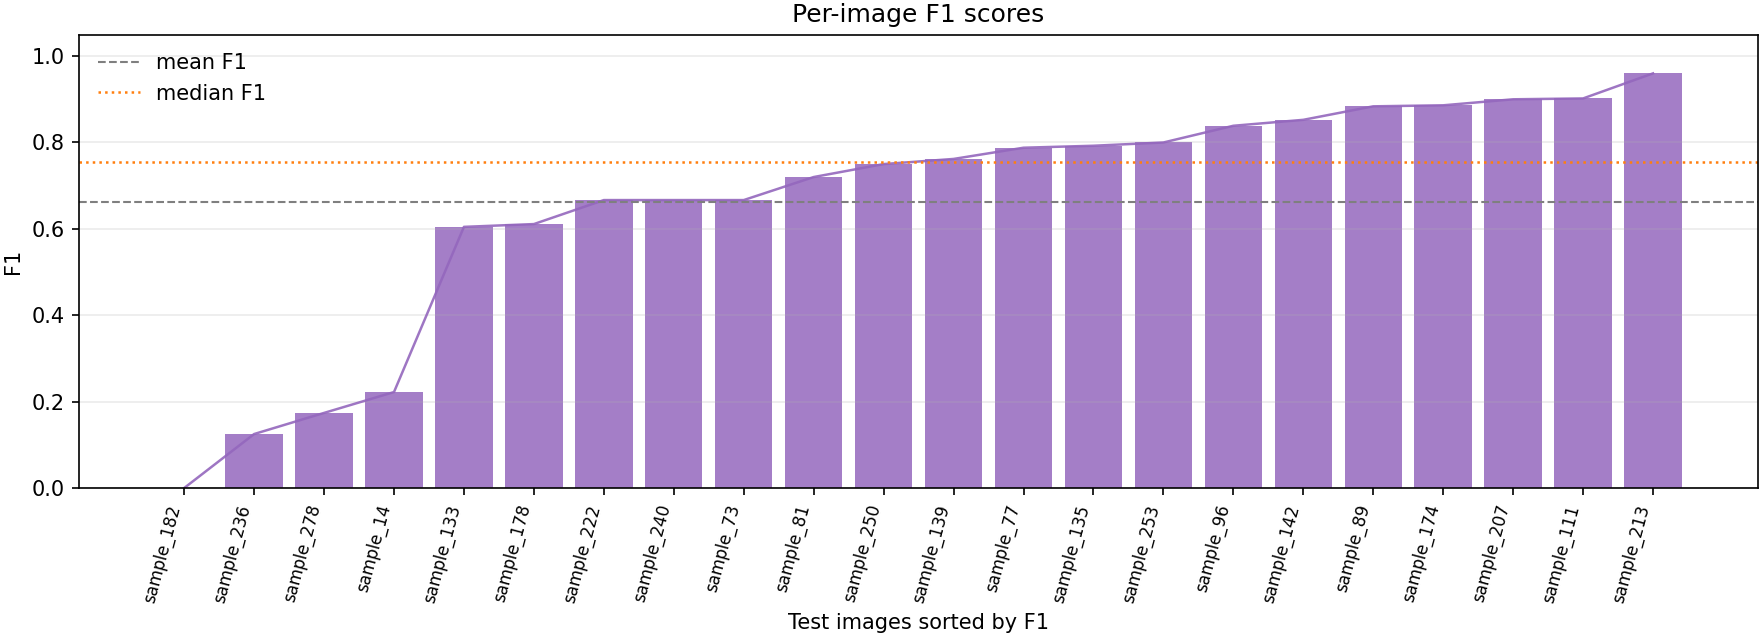 Per-image F1 scores
mean F1
median F1
F1
1.0
0.8
0.6
0.4
0.2
0.0
sample_182
sample_236
sample_278
sample_14
sample_133
sample_178
sample_222
sample_240
sample_73
sample_81
sample_250
sample_139
sample_77
sample_135
sample_253
sample_96
sample_142
sample_89
sample_174
sample_207
sample_111
sample_213
Test images sorted by F1